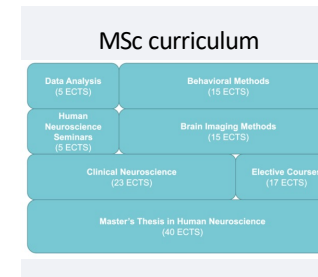 MSc curriculum
Data Analysis
(5 ECTS)
Behavioral Methods
(15 ECTS)
Human
Neuroscience
Seminars
(5 ECTS)
Brain Imaging Methods
(15 ECTS)
Clinical Neuroscience
(23 ECTS)
Elective Courses
(17 ECTS)
Master's Thesis in Human Neuroscience
(40 ECTS)